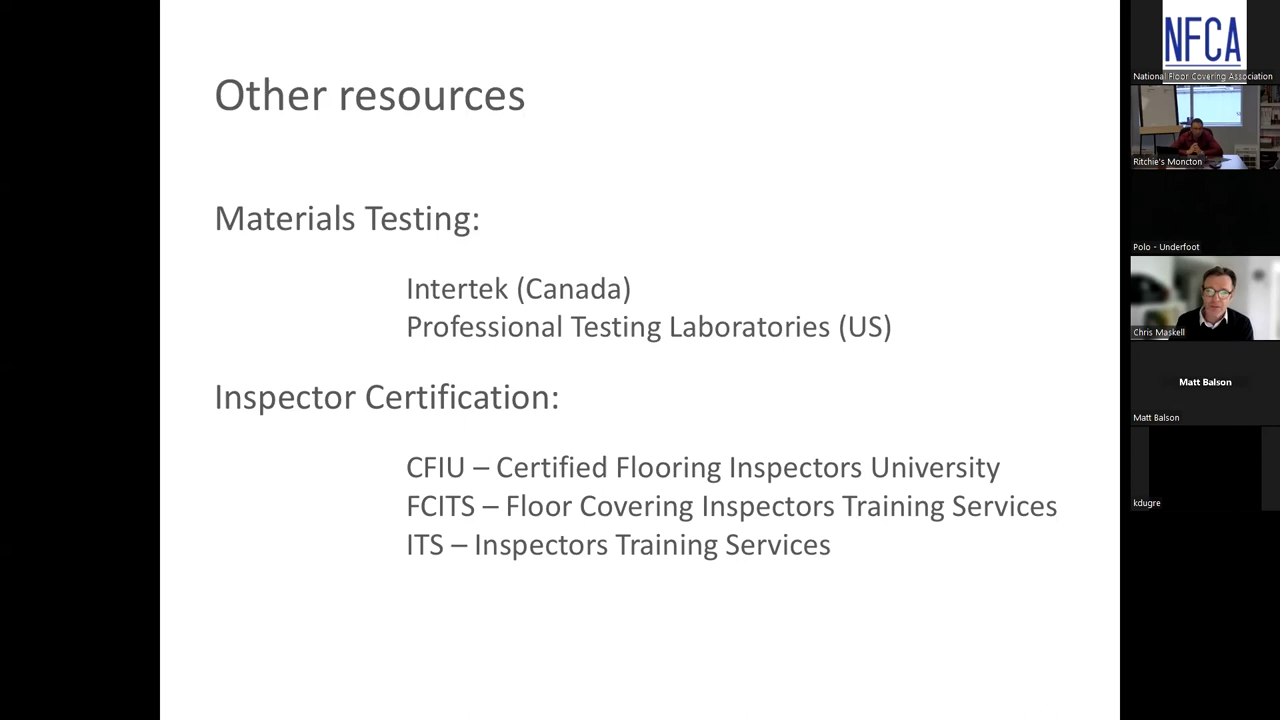 Other resources
Materials Testing:
Intertek (Canada)
Professional Testing Laboratories (US)
Inspector Certification:
CFIU – Certified Flooring Inspectors University
FCITS – Floor Covering Inspectors Training Services
ITS – Inspectors Training Services
NFCA
National Floor Covering Association
Ritchie's Moncton
Polo - Underfoot
Chris Maskell
Matt Balson
Matt Balson
kdugre